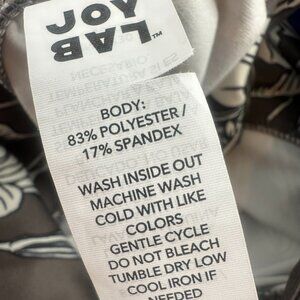 JOY
LAB™
BODY:
83% POLYESTER /
17% SPANDEX
WASH INSIDE OUT
MACHINE WASH
COLD WITH LIKE
COLORS
GENTLE CYCLE
DO NOT BLEACH
TUMBLE DRY LOW
COOL IRON IF
NEEDED